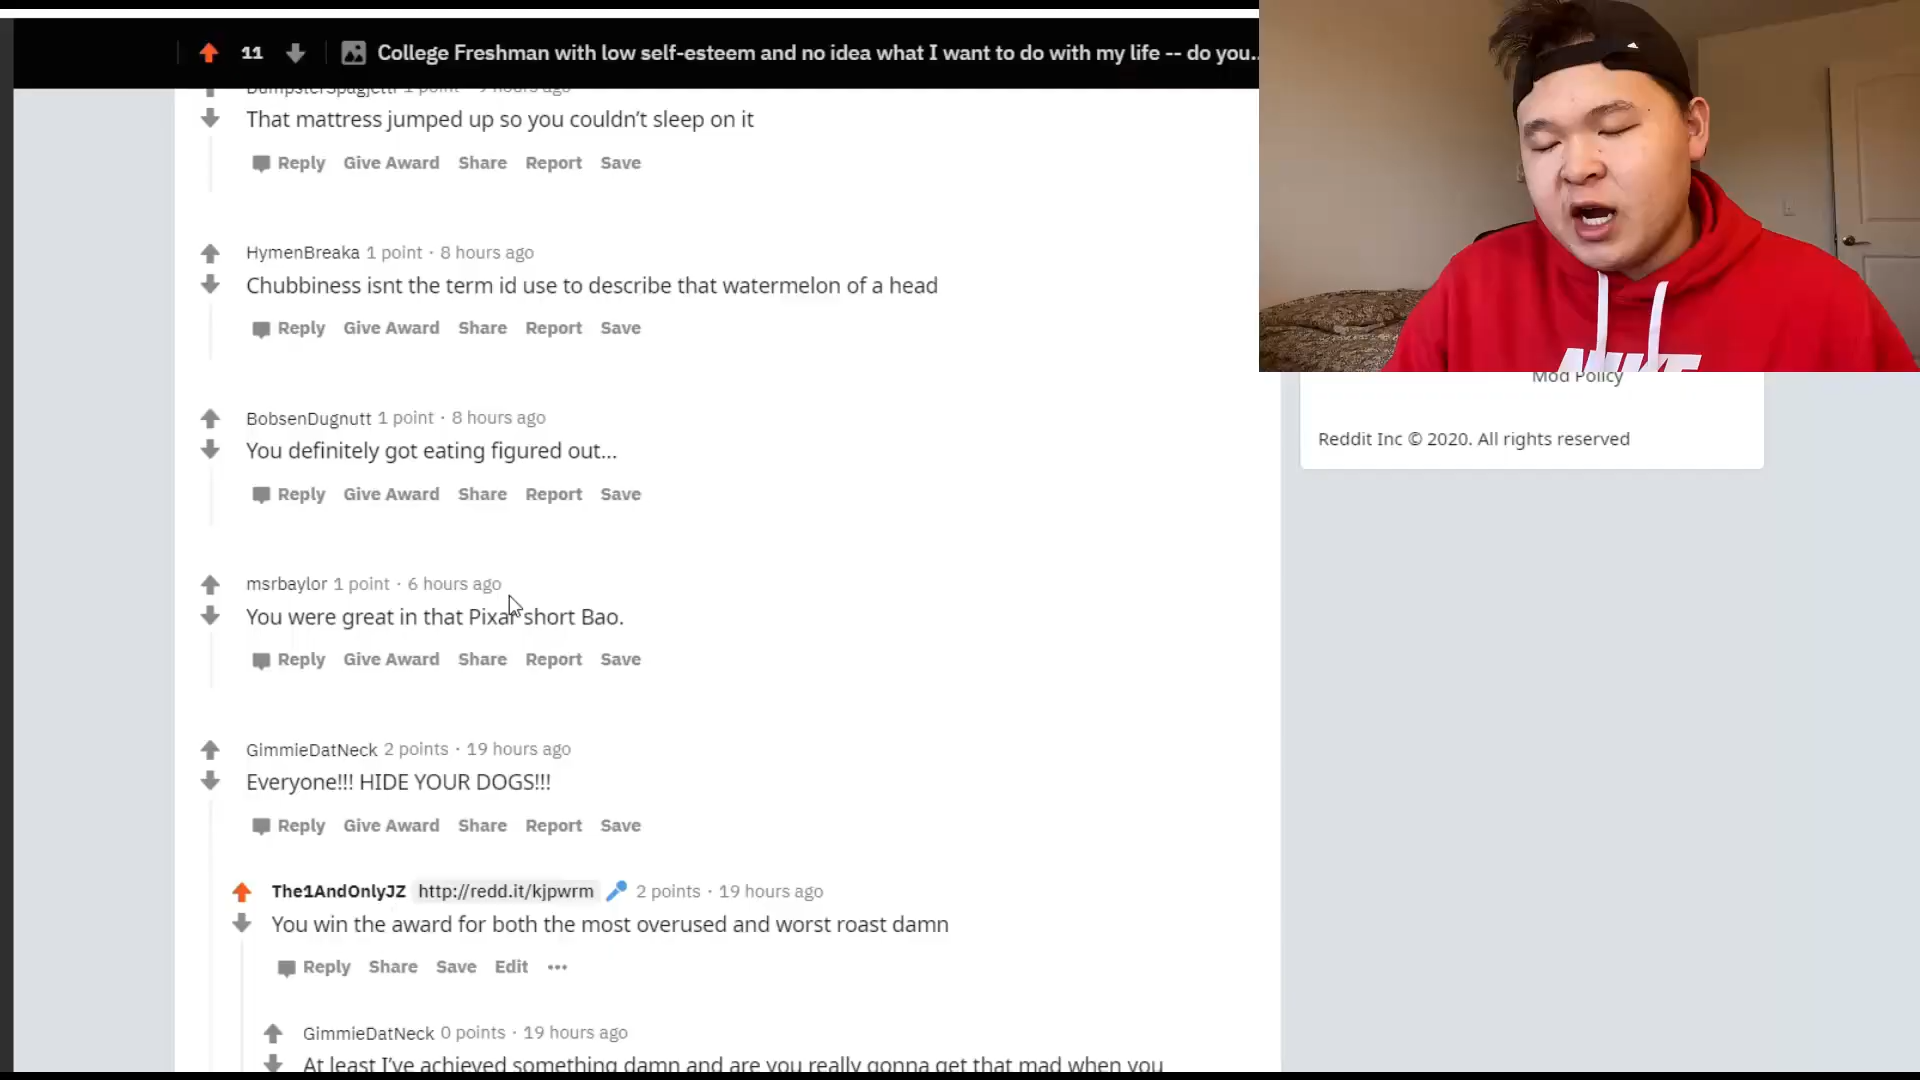 11 College Freshman with low self-esteem and no idea what I want to do with my life -- do you...
DumpsterSpagjetti 1 point · 9 hours ago
That mattress jumped up so you couldn't sleep on it
Reply Give Award Share Report Save
HymenBreaka 1 point · 8 hours ago
Chubbiness isnt the term id use to describe that watermelon of a head
Reply Give Award Share Report Save
BobsenDugnutt 1 point · 8 hours ago
You definitely got eating figured out...
Reply Give Award Share Report Save
msrbaylor 1 point · 6 hours ago
You were great in that Pixar short Bao.
Reply Give Award Share Report Save
GimmieDatNeck 2 points · 19 hours ago
Everyone!!! HIDE YOUR DOGS!!!
Reply Give Award Share Report Save
The1AndOnlyJZ http://redd.it/kjpwrm 2 points · 19 hours ago
You win the award for both the most overused and worst roast damn
Reply Share Save Edit
GimmieDatNeck 0 points · 19 hours ago
At least I've achieved something damn and are you really gonna get that mad when you
NIKE
Mod Policy
Reddit Inc © 2020. All rights reserved